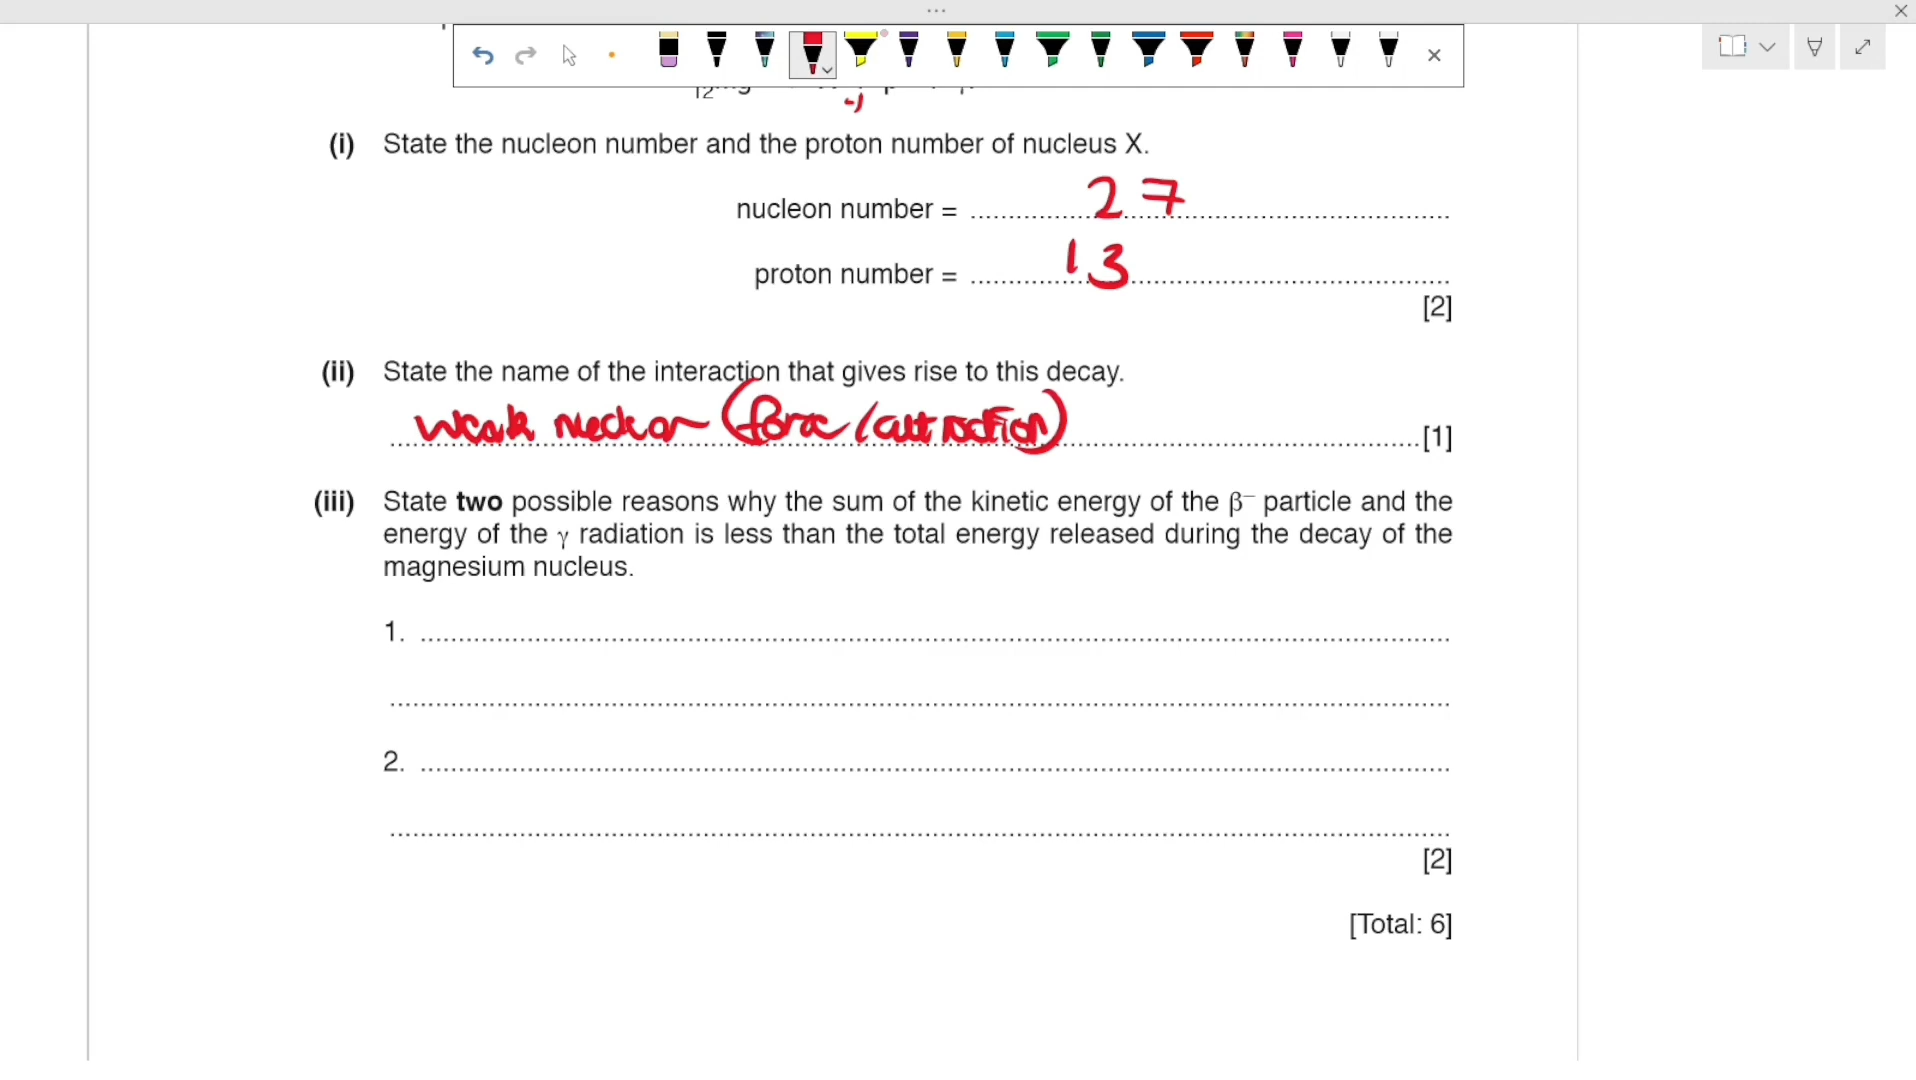 -1
(i) State the nucleon number and the proton number of nucleus X.
nucleon number = 27
proton number = 13
[2]
(ii) State the name of the interaction that gives rise to this decay.
weak (force / [1]
(iii) State two possible reasons why the sum of the kinetic energy of the β⁻ particle and the
energy of the γ radiation is less than the total energy released during the decay of the
magnesium nucleus.
1.
2.
[2]
[Total: 6]